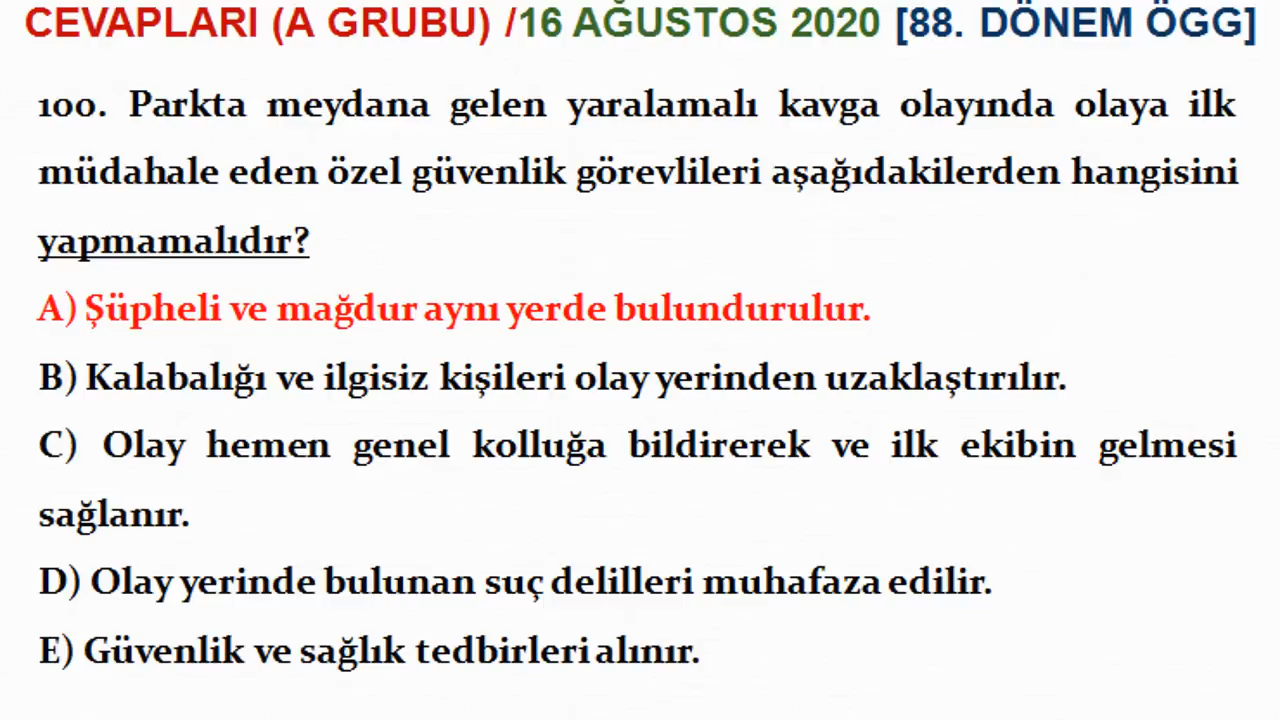 CEVAPLARI (A GRUBU) /16 AĞUSTOS 2020 [88. DÖNEM ÖGG]
100. Parkta meydana gelen yaralamalı kavga olayında olaya ilk
müdahale eden özel güvenlik görevlileri aşağıdakilerden hangisini
yapmamalıdır?
A) Şüpheli ve mağdur aynı yerde bulundurulur.
B) Kalabalığı ve ilgisiz kişileri olay yerinden uzaklaştırılır.
C) Olay hemen genel kolluğa bildirerek ve ilk ekibin gelmesi
sağlanır.
D) Olay yerinde bulunan suç delilleri muhafaza edilir.
E) Güvenlik ve sağlık tedbirleri alınır.